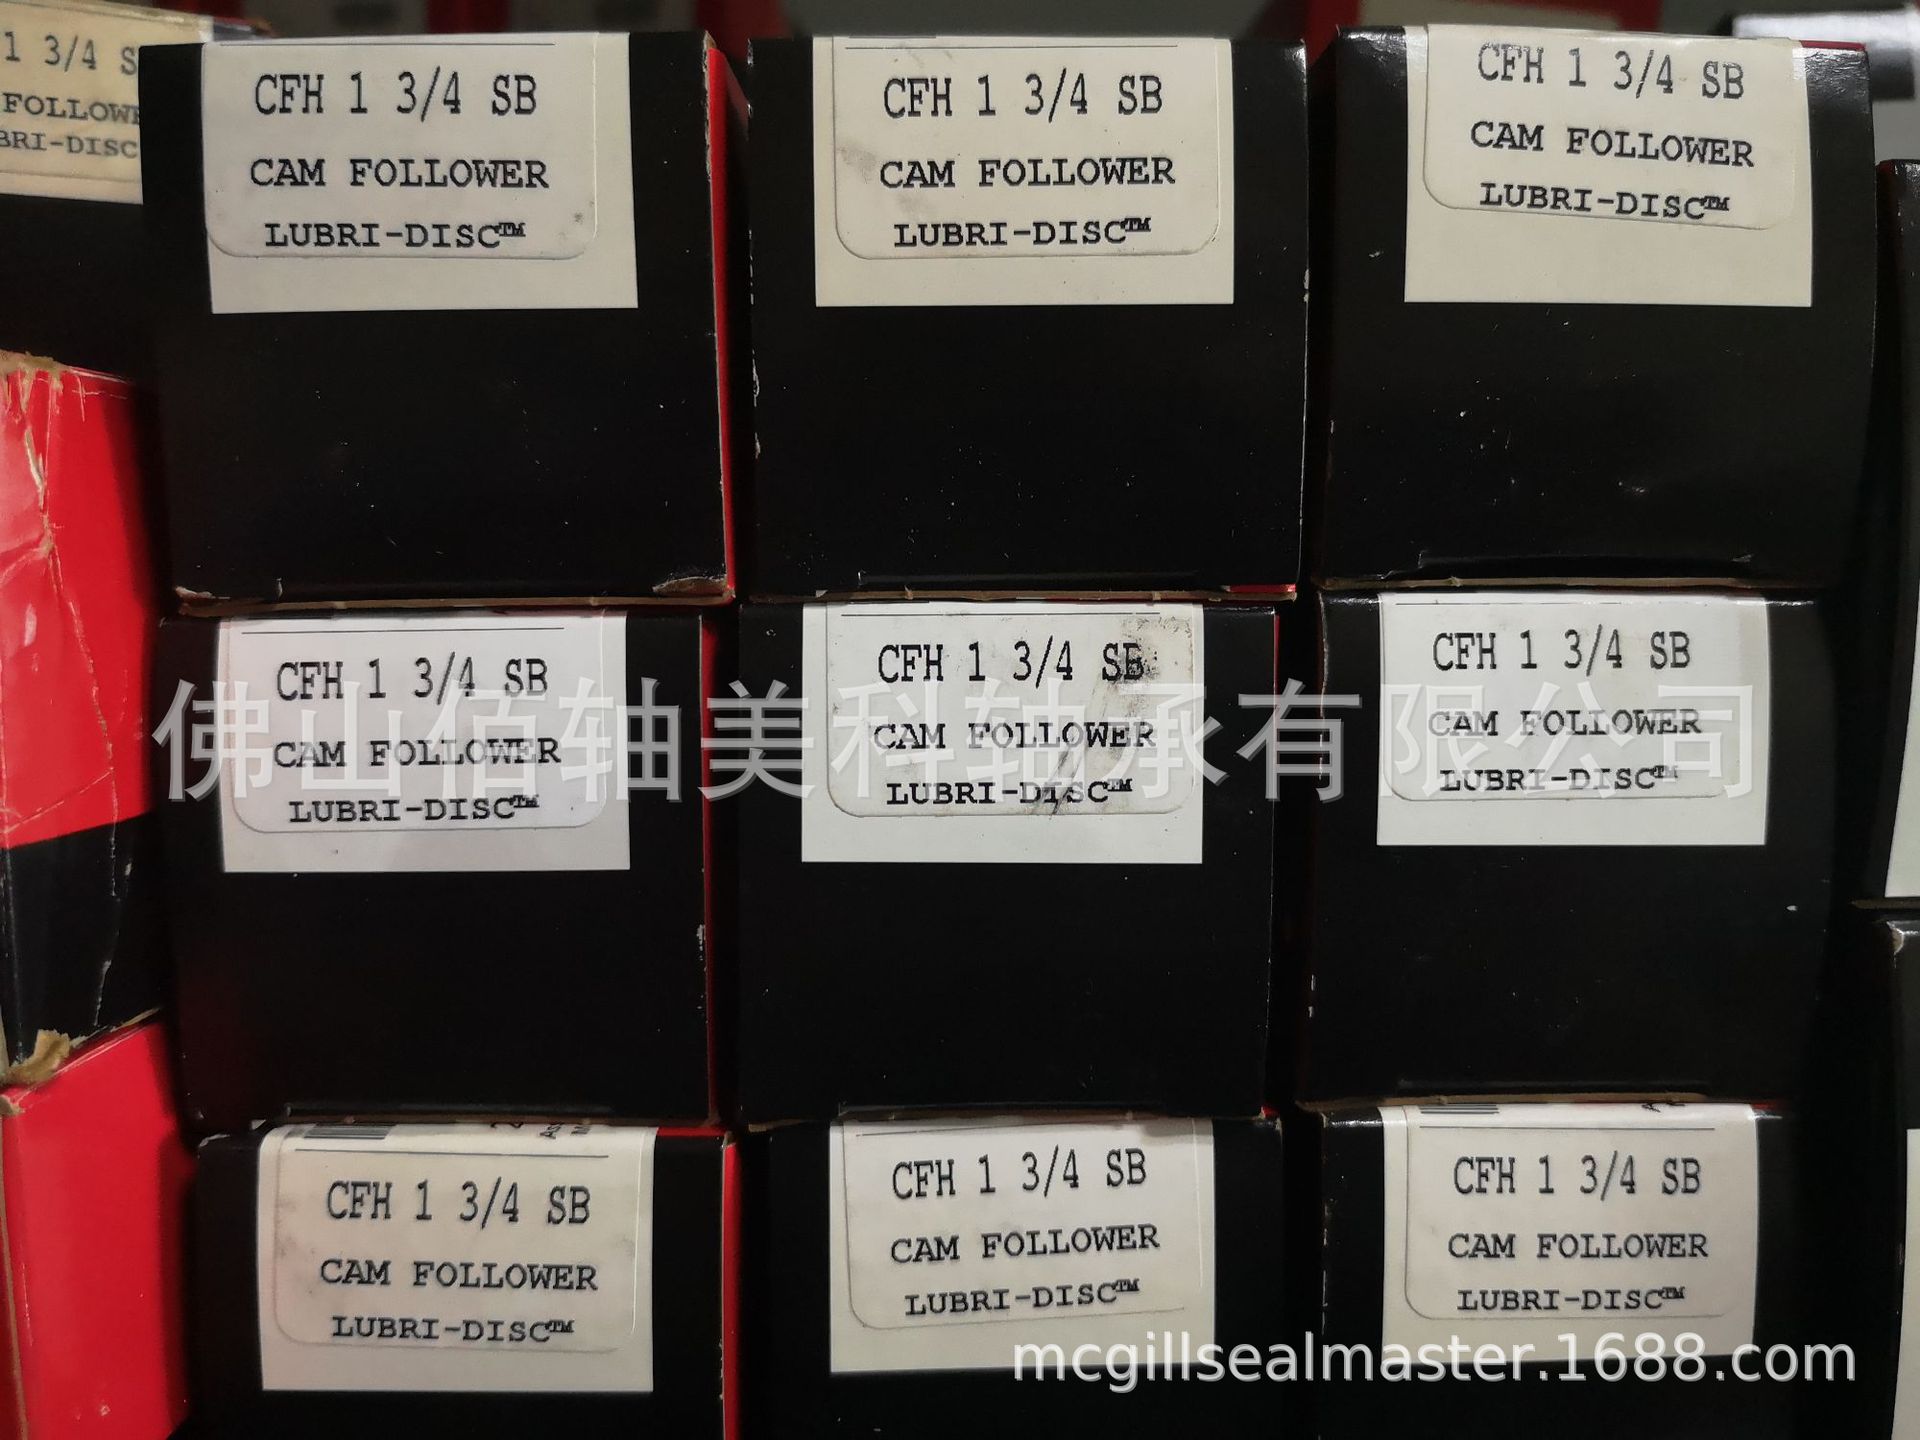 1 3/4 S
FOLLOWE
BRI-DISC
CFH 1 3/4 SB
CAM FOLLOWER
LUBRI-DISC™
CFH 1 3/4 SB
CAM FOLLOWER
LUBRI-DISC™
CFH 1 3/4 SB
CAM FOLLOWER
LUBRI-DISC™
CFH 1 3/4 SB
CAM FOLLOWER
LUBRI-DISC™
CFH 1 3/4 SB
CAM FOLLOWER
LUBRI-DISC™
CFH 1 3/4 SB
CAM FOLLOWER
LUBRI-DISC™
佛山佰轴美科轴承有限公司
CFH 1 3/4 SB
CAM FOLLOWER
LUBRI-DISC™
CFH 1 3/4 SB
CAM FOLLOWER
LUBRI-DISC™
CFH 1 3/4 SB
CAM FOLLOWER
LUBRI-DISC™
mcgillsealmaster.1688.com